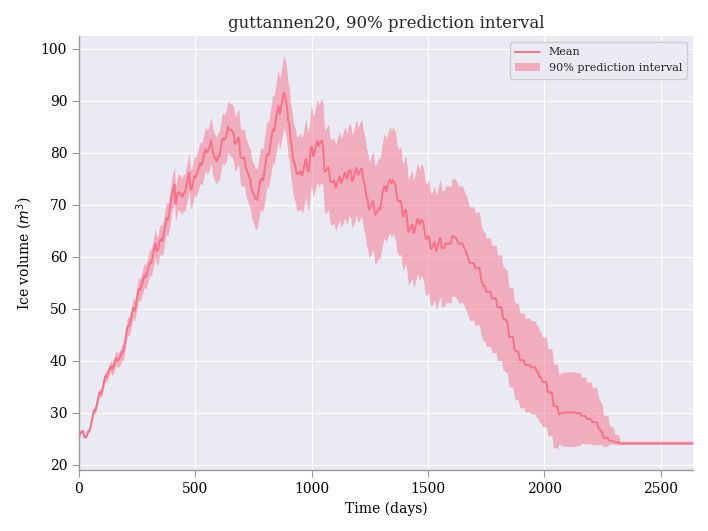 guttannen20, 90% prediction interval
Mean
90% prediction interval
Ice volume (m³)
100
90
80
70
60
50
40
30
20
0 500 1000 1500 2000 2500
Time (days)